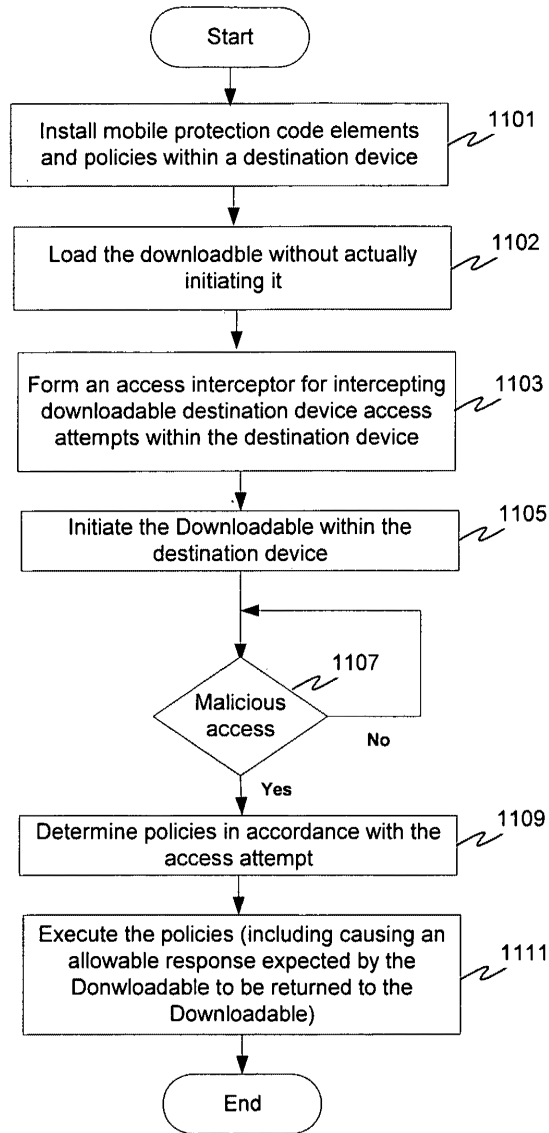 Start
Install mobile protection code elements
and policies within a destination device
1101
Load the downloadble without actually
initiating it
1102
Form an access interceptor for intercepting
downloadable destination device access
attempts within the destination device
1103
Initiate the Downloadable within the
destination device
1105
Malicious
access
1107
No
Yes
Determine policies in accordance with the
access attempt
1109
Execute the policies (including causing an
allowable response expected by the
Donwloadable to be returned to the
Downloadable)
1111
End